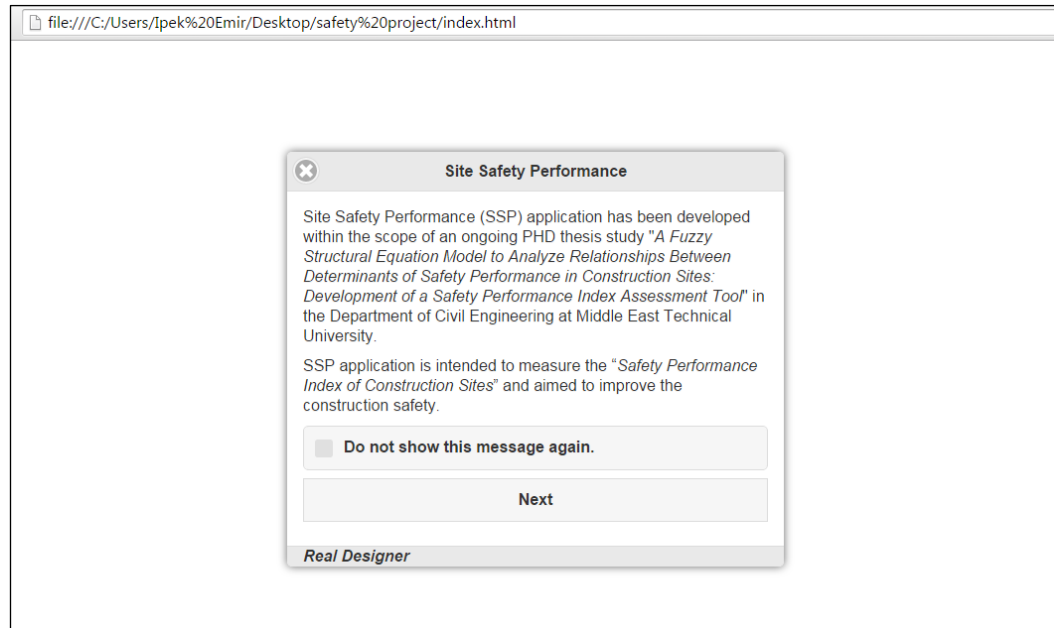 file:///C:/Users/Ipek%20Emir/Desktop/safety%20project/index.html
Site Safety Performance
Site Safety Performance (SSP) application has been developed
within the scope of an ongoing PHD thesis study "A Fuzzy
Structural Equation Model to Analyze Relationships Between
Determinants of Safety Performance in Construction Sites:
Development of a Safety Performance Index Assessment Tool" in
the Department of Civil Engineering at Middle East Technical
University.
SSP application is intended to measure the “Safety Performance
Index of Construction Sites” and aimed to improve the
construction safety.
Do not show this message again.
Next
Real Designer